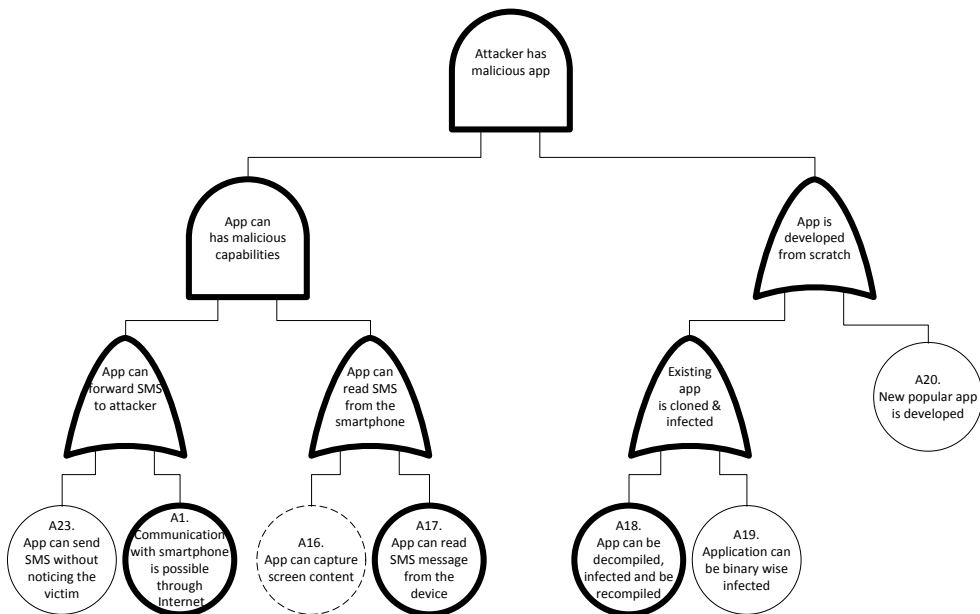 Attacker has
malicious app
App can
has malicious
capabilities
App is
developed
from scratch
App can
forward SMS
to attacker
App can
read SMS
from the
smartphone
Existing
app
is cloned &
infected
A20.
New popular app
is developed
A23.
App can send
SMS without
noticing the
victim
A1.
Communication
with smartphone
is possible
through
Internet
A16.
App can capture
screen content
A17.
App can read
SMS message
from the
device
A18.
App can be
decompiled,
infected and be
recompiled
A19.
Application can
be binary wise
infected